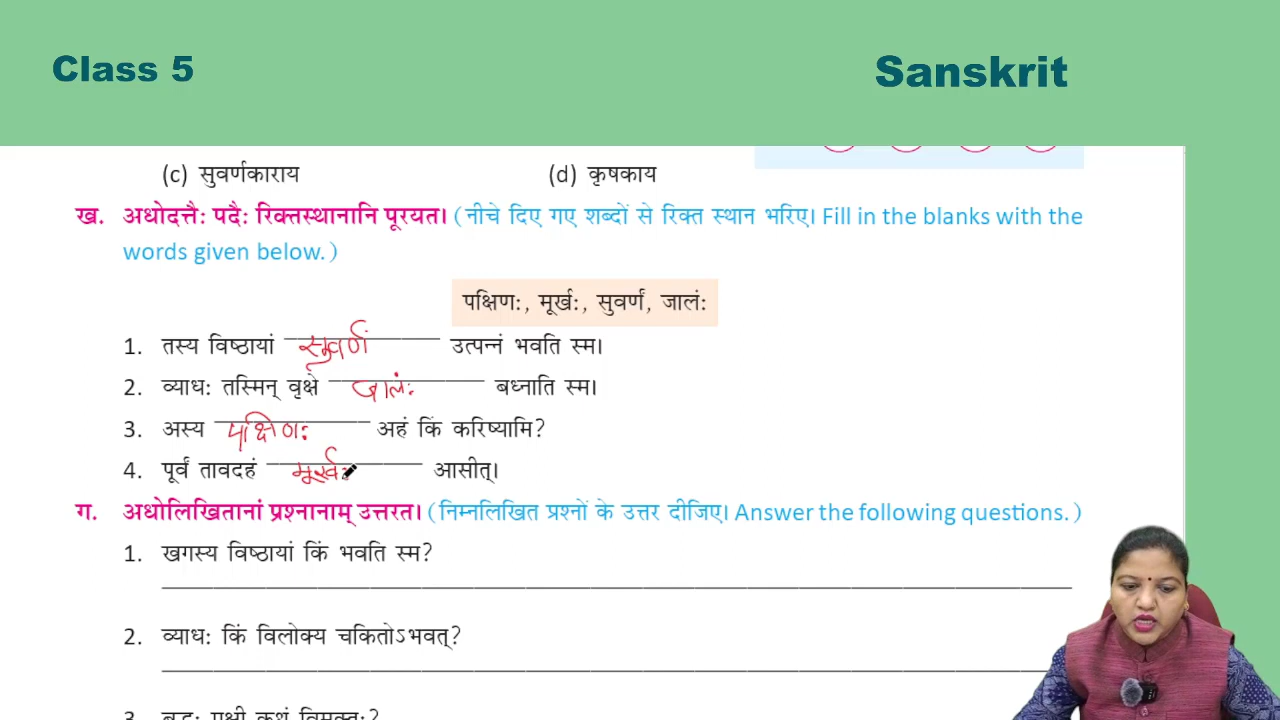 Class 5
Sanskrit
(c) सुवर्णकाराय (d) कृषकाय
ख. अधोदत्तैः पदैः रिक्तस्थानानि पूरयत। (नीचे दिए गए शब्दों से रिक्त स्थान भरिए। Fill in the blanks with the
words given below.)
पक्षिणः, मूर्खः, सुवर्णं, जालंः
1. तस्य विष्ठायां सुवर्णं उत्पन्नं भवति स्म।
2. व्याधः तस्मिन् वृक्षे जालंः बध्नाति स्म।
3. अस्य पक्षिणः अहं किं करिष्यामि?
4. पूर्वं तावदहं मूर्खः आसीत्।
ग. अधोलिखितानां प्रश्नानाम् उत्तरत। (निम्नलिखित प्रश्नों के उत्तर दीजिए। Answer the following questions.)
1. खगस्य विष्ठायां किं भवति स्म?
2. व्याधः किं विलोक्य चकितोऽभवत्?